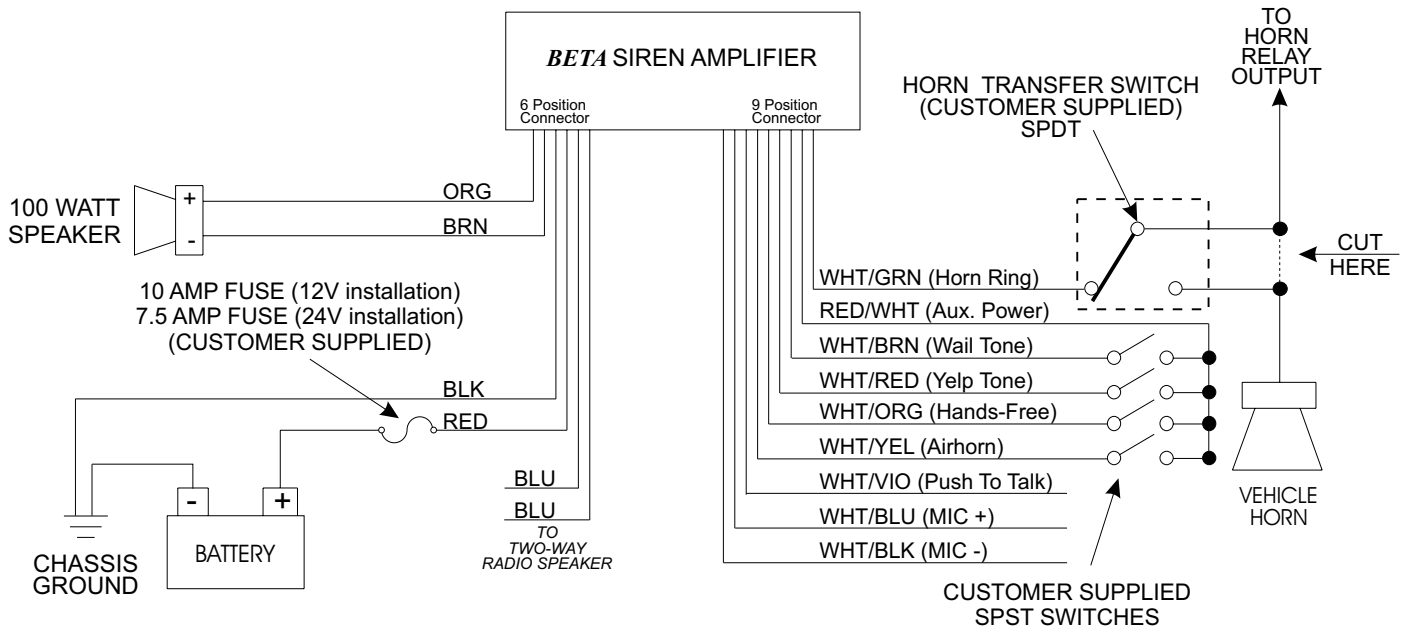 BETA SIREN AMPLIFIER
6 Position
Connector
9 Position
Connector
TO
HORN
RELAY
OUTPUT
HORN TRANSFER SWITCH
(CUSTOMER SUPPLIED)
SPDT
CUT
HERE
100 WATT
SPEAKER
+
-
ORG
BRN
10 AMP FUSE (12V installation)
7.5 AMP FUSE (24V installation)
(CUSTOMER SUPPLIED)
BLK
RED
BLU
BLU
TO
TWO-WAY
RADIO SPEAKER
-
+
BATTERY
CHASSIS
GROUND
WHT/GRN (Horn Ring)
RED/WHT (Aux. Power)
WHT/BRN (Wail Tone)
WHT/RED (Yelp Tone)
WHT/ORG (Hands-Free)
WHT/YEL (Airhorn)
WHT/VIO (Push To Talk)
WHT/BLU (MIC +)
WHT/BLK (MIC -)
VEHICLE
HORN
CUSTOMER SUPPLIED
SPST SWITCHES